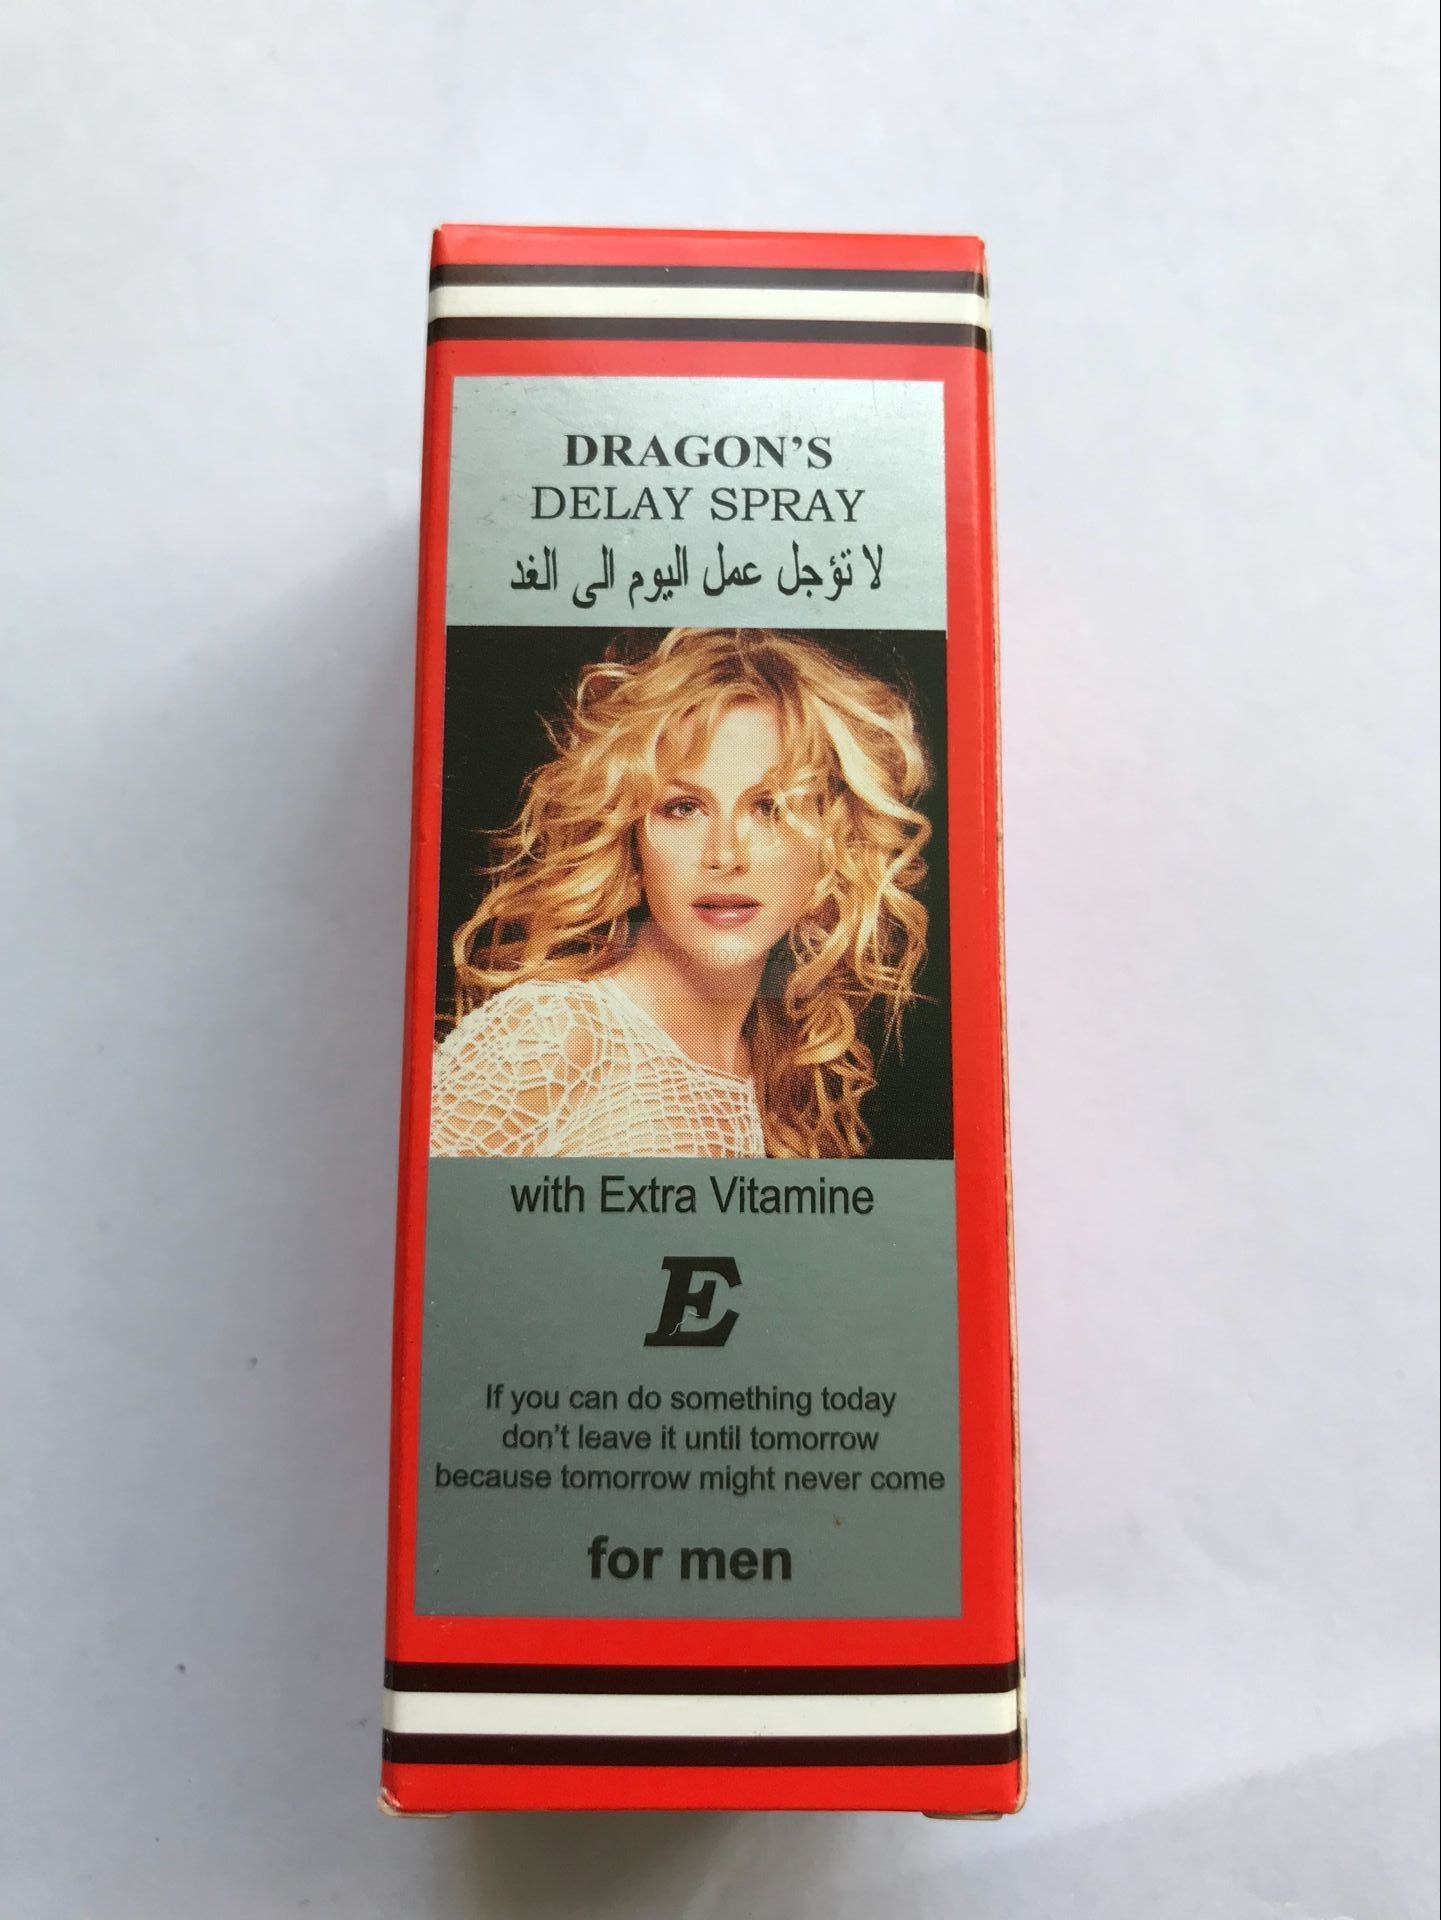 DRAGON'S
DELAY SPRAY
لا تؤجل عمل اليوم الى الغد
with Extra Vitamine
E
If you can do something today
don't leave it until tomorrow
because tomorrow might never come
for men